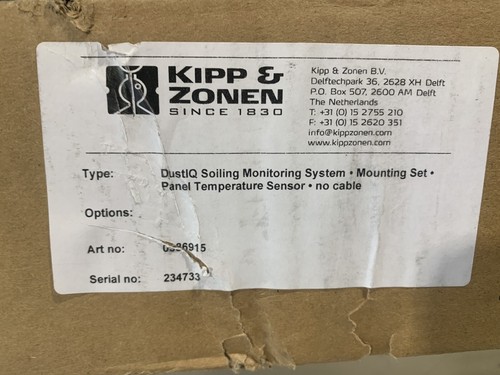 KIPP &
ZONEN
SINCE 1830
Kipp & Zonen B.V.
Delftechpark 36, 2628 XH Delft
P.O. Box 507, 2600 AM Delft
The Netherlands
T: +31 (0) 15 2755 210
F: +31 (0) 15 2620 351
info@kippzonen.com
www.kippzonen.com
Type: DustIQ Soiling Monitoring System • Mounting Set •
Panel Temperature Sensor • no cable
Options:
Art no:
Serial no: 234733